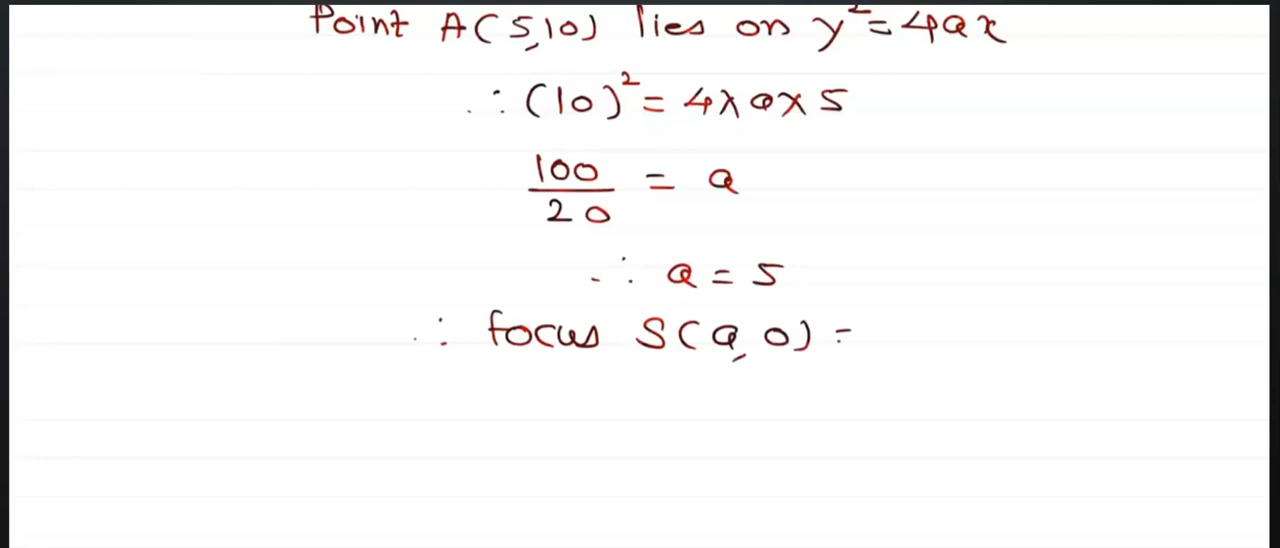 Point A(5,10) lies on y²=4ax
∴ (10)² = 4×a×5
100/20 = a
∴ a = 5
∴ focus S(a,0) =